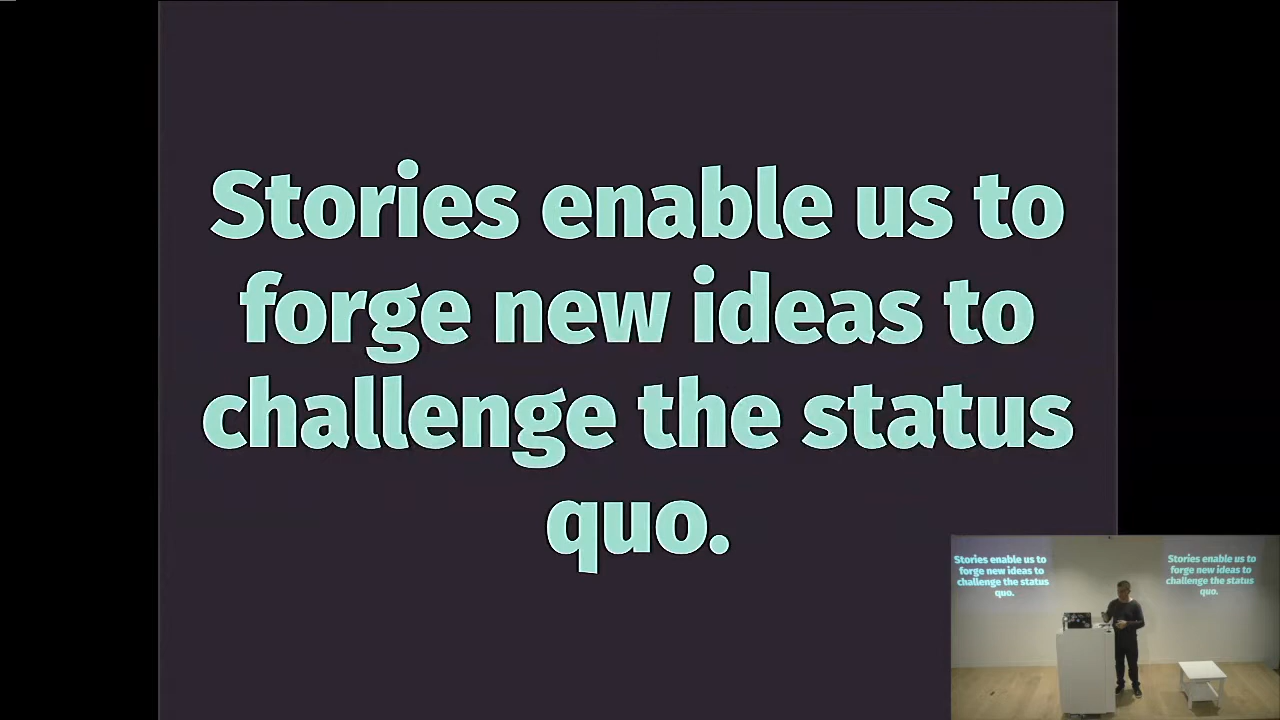 Stories enable us to
forge new ideas to
challenge the status
quo.
Stories enable us to
forge new ideas to
challenge the status
quo.
Stories enable us to
forge new ideas to
challenge the status
quo.